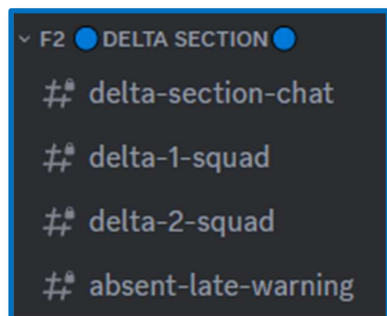 F2 🔵 DELTA SECTION 🔵
delta-section-chat
delta-1-squad
delta-2-squad
absent-late-warning